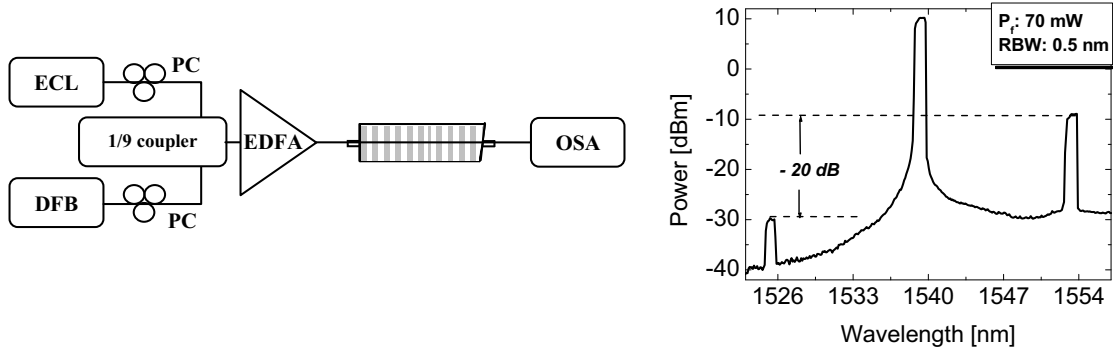 ECL
PC
1/9 coupler
EDFA
OSA
DFB
PC
P_f: 70 mW
RBW: 0.5 nm
- 20 dB
Power [dBm]
10
0
-10
-20
-30
-40
1526
1533
1540
1547
1554
Wavelength [nm]